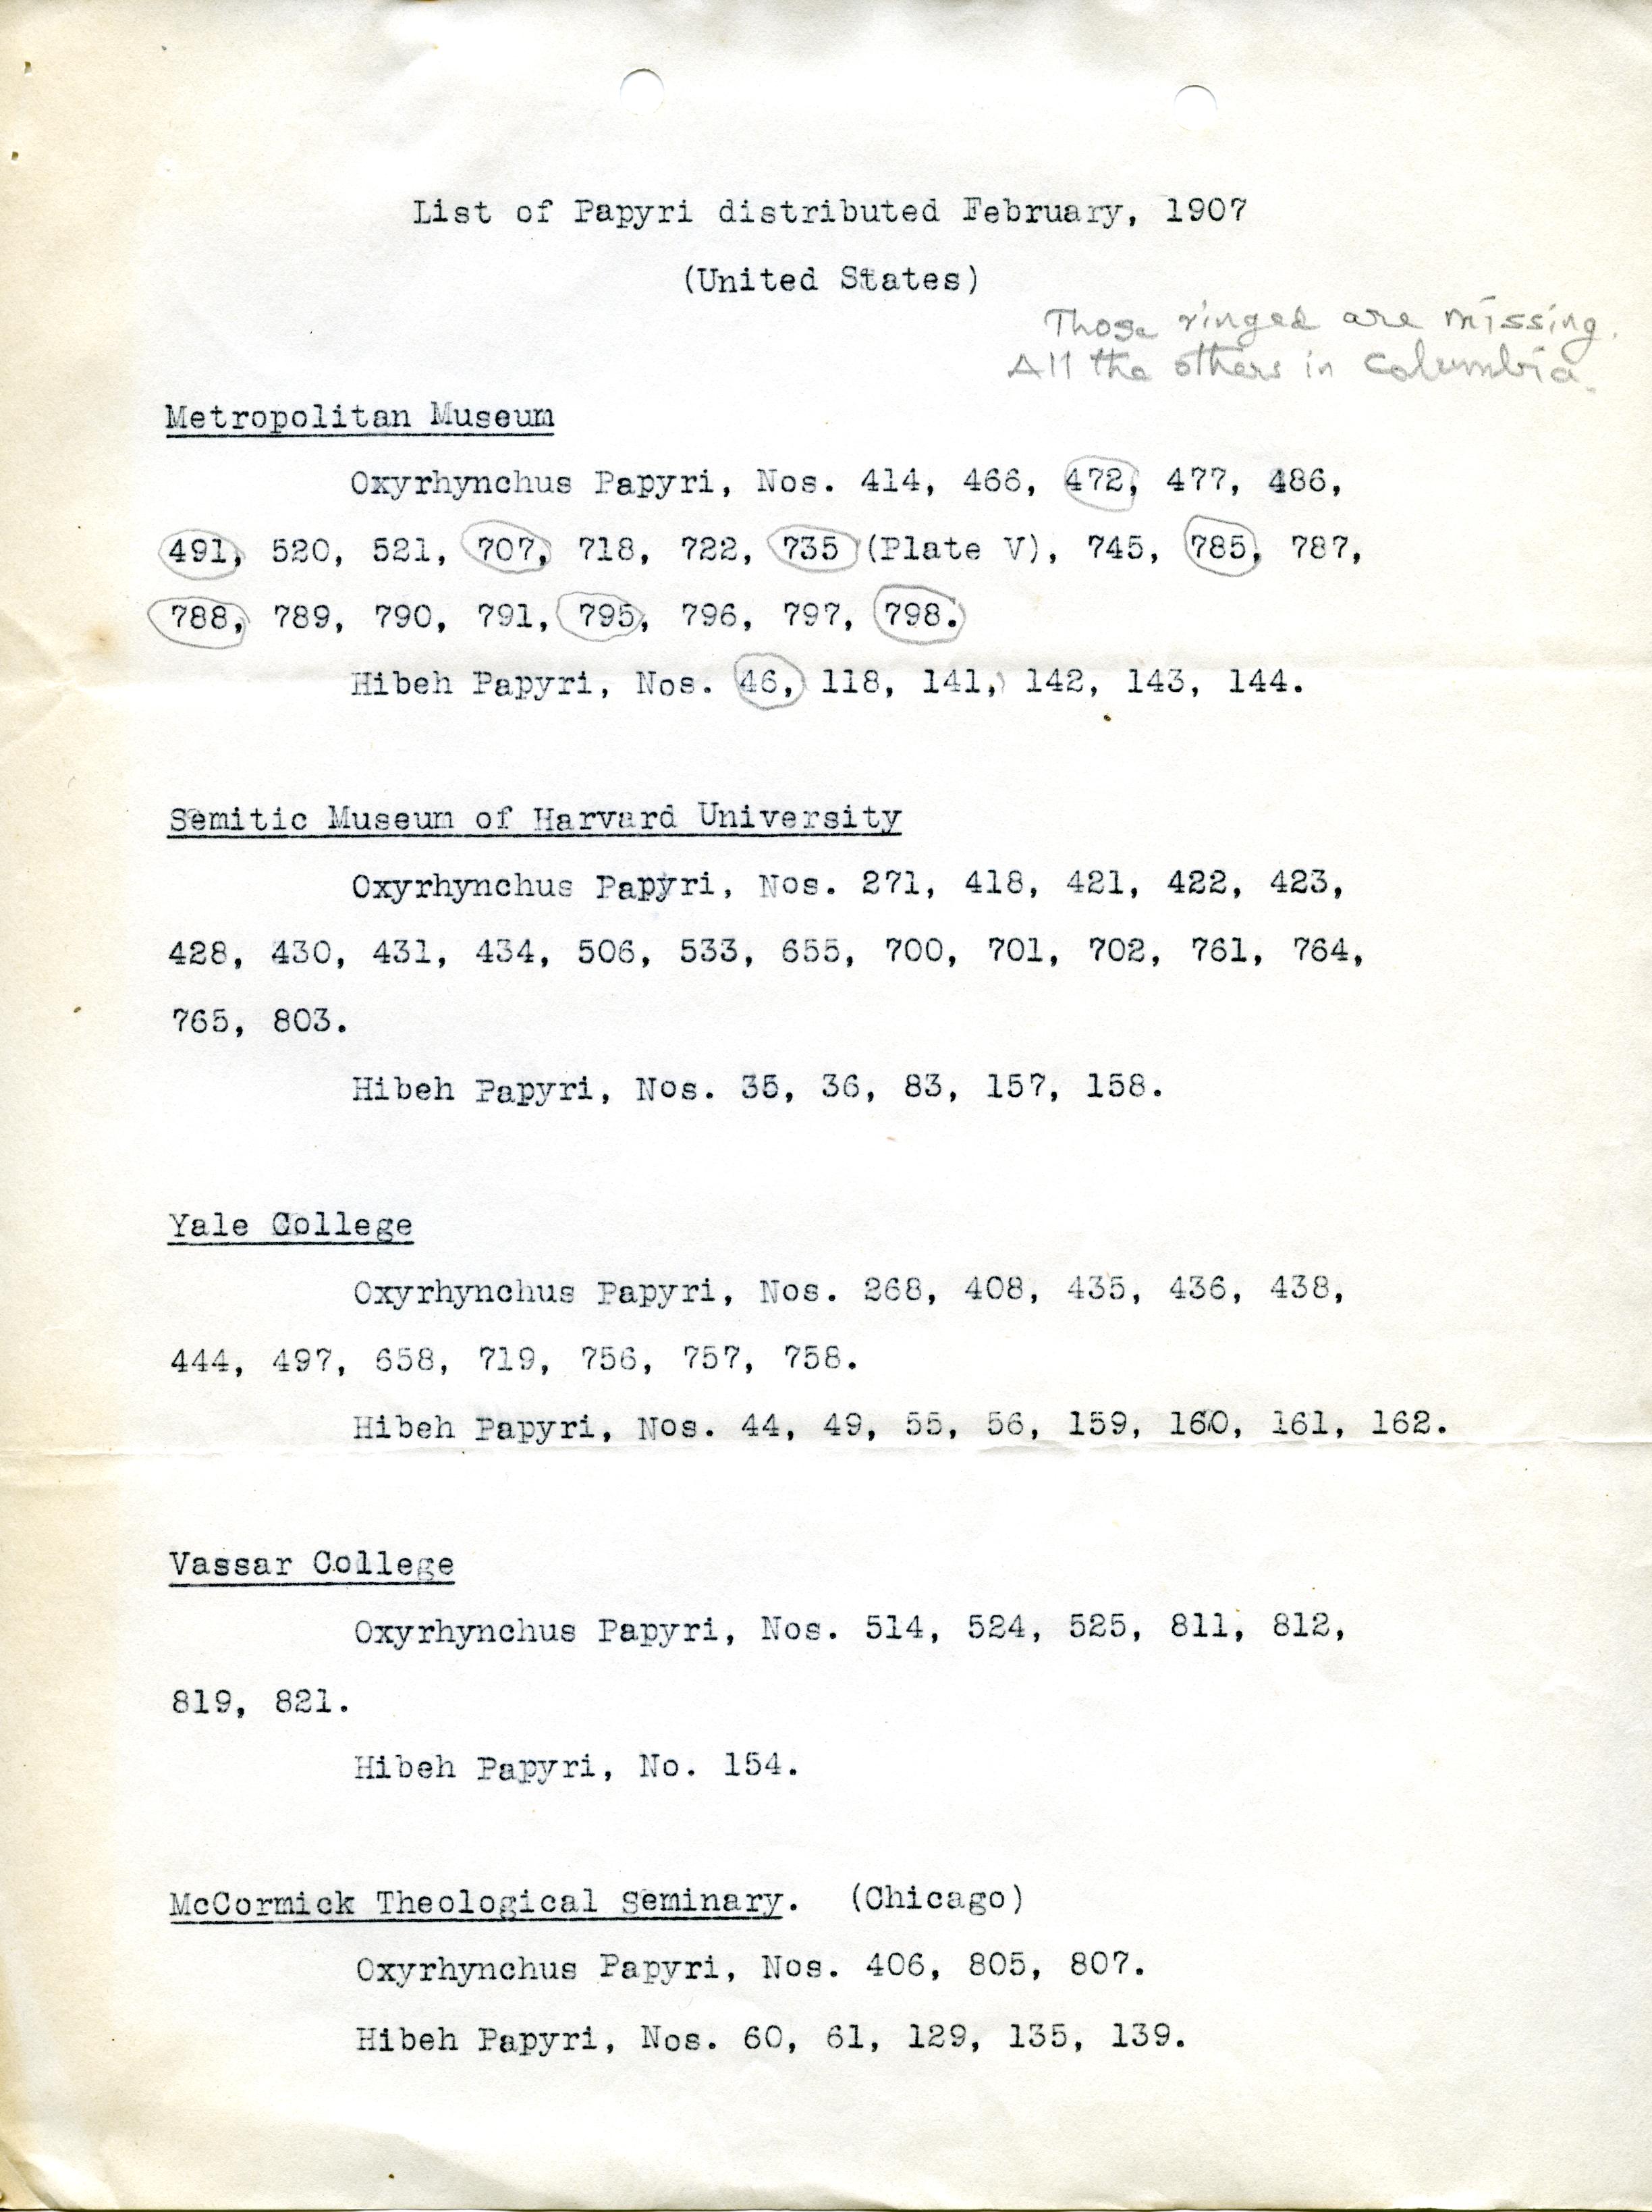 List of Papyri distributed February, 1907
(United States)
Those ringed are missing.
All the others in Columbia.
Metropolitan Museum
Oxyrhynchus Papyri, Nos. 414, 466, 472, 477, 486,
491, 520, 521, 707, 718, 722, 735 (Plate V), 745, 785, 787,
788, 789, 790, 791, 795, 796, 797, 798.
Hibeh Papyri, Nos. 46, 118, 141, 142, 143, 144.
Semitic Museum of Harvard University
Oxyrhynchus Papyri, Nos. 271, 418, 421, 422, 423,
428, 430, 431, 434, 506, 533, 655, 700, 701, 702, 761, 764,
765, 803.
Hibeh Papyri, Nos. 35, 36, 83, 157, 158.
Yale College
Oxyrhynchus Papyri, Nos. 268, 408, 435, 436, 438,
444, 497, 658, 719, 756, 757, 758.
Hibeh Papyri, Nos. 44, 49, 55, 56, 159, 160, 161, 162.
Vassar College
Oxyrhynchus Papyri, Nos. 514, 524, 525, 811, 812,
819, 821.
Hibeh Papyri, No. 154.
McCormick Theological Seminary. (Chicago)
Oxyrhynchus Papyri, Nos. 406, 805, 807.
Hibeh Papyri, Nos. 60, 61, 129, 135, 139.